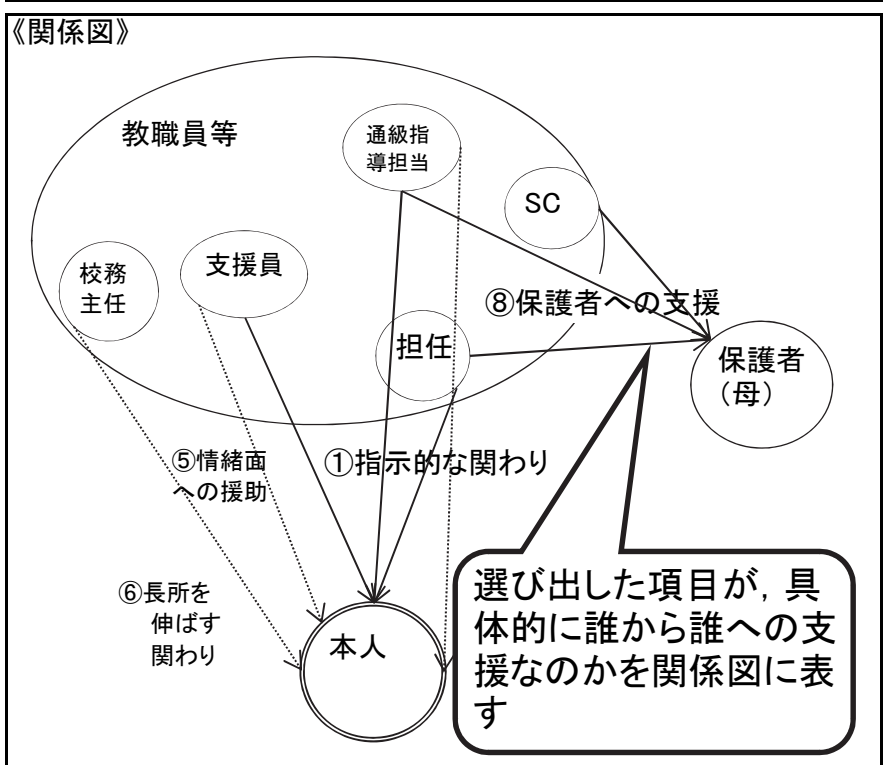 《関係図》
教職員等
通級指
導担当
SC
支援員
校務
主任
⑧保護者への支援
担任
保護者
（母）
⑤情緒面
への援助
①指示的な関わり
⑥長所を
伸ばす
関わり
本人
選び出した項目が，具
体的に誰から誰への支
援なのかを関係図に表
す